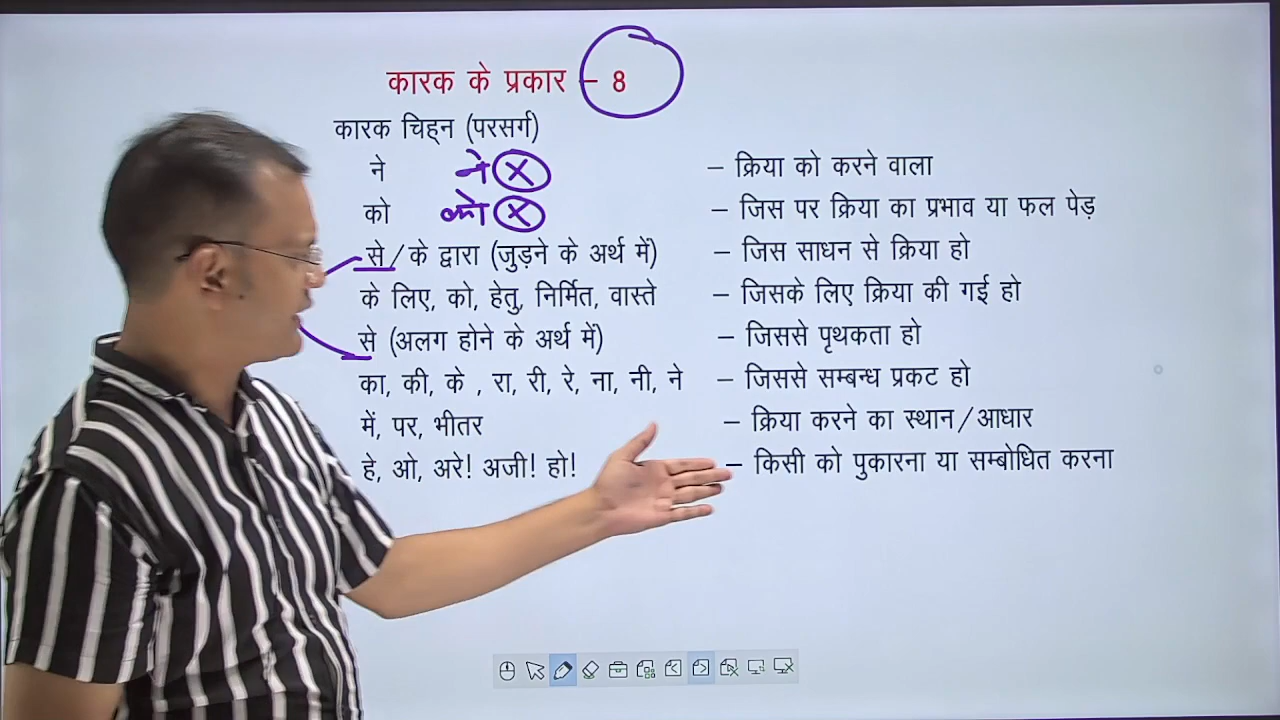 कारक के प्रकार – 8
कारक चिह्न (परसर्ग)
ने ने X – क्रिया को करने वाला
को को X – जिस पर क्रिया का प्रभाव या फल पेड़
से/के द्वारा (जुड़ने के अर्थ में) – जिस साधन से क्रिया हो
के लिए, को, हेतु, निर्मित, वास्ते – जिसके लिए क्रिया की गई हो
से (अलग होने के अर्थ में) – जिससे पृथकता हो
का, की, के , रा, री, रे, ना, नी, ने – जिससे सम्बन्ध प्रकट हो
में, पर, भीतर – क्रिया करने का स्थान/आधार
हे, ओ, अरे! अजी! हो! – किसी को पुकारना या सम्बोधित करना